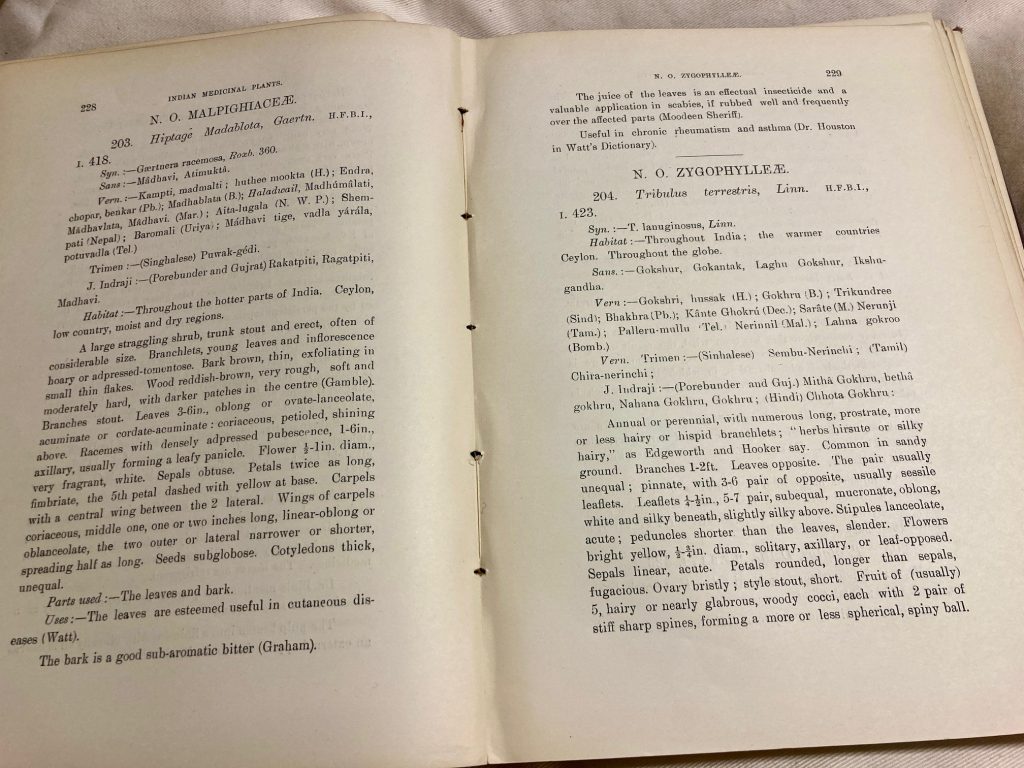 228
INDIAN MEDICINAL PLANTS.
N. O. MALPIGHIACEÆ.
203. Hiptage Madablota, Gaertn. H.F.B.I.,
I. 418.
Syn.:—Gærtuera racemosa, Roxb. 360.
Sans:—Mâdhavi, Atimuktâ.
Vern.:—Kampti, madmalti; huthee mookta (H.); Endra,
chopar, benkar (Pb.); Madhablata (B.); Haladwail, Madhúmâlati,
Mâdhavlata, Mâdhavi. (Mar.); Aita-lugala (N. W. P.); Shem-
pati (Nepal); Boromali (Uriya); Mádhavi tige, vadla yárála,
potuvadla (Tel.)
Trimen:—(Singhalese) Puwak-gédi.
J. Indraji:—(Porebunder and Gujrat) Rakatpiti, Ragatpiti,
Madhavi.
Habitat:—Throughout the hotter parts of India. Ceylon,
low country, moist and dry regions.
A large straggling shrub, trunk stout and erect, often of
considerable size. Branchlets, young leaves and inflorescence
hoary or adpressed-tomentose. Bark brown, thin, exfoliating in
small thin flakes. Wood reddish-brown, very rough, soft and
moderately hard, with darker patches in the centre (Gamble).
Branches stout. Leaves 3-6in., oblong or ovate-lanceolate,
acuminate or cordate-acuminate: coriaceous, petioled, shining
above. Racemes with densely adpressed pubescence, 1-6in.,
axillary, usually forming a leafy panicle. Flower ½-1in. diam.,
very fragrant, white. Sepals obtuse. Petals twice as long,
fimbriate, the 5th petal dashed with yellow at base. Carpels
with a central wing between the 2 lateral. Wings of carpels
coriaceous, middle one, one or two inches long, linear-oblong or
oblanceolate, the two outer or lateral narrower or shorter,
spreading half as long. Seeds subglobose. Cotyledons thick,
unequal.
Parts used:—The leaves and bark.
Uses:—The leaves are esteemed useful in cutaneous dis-
eases (Watt).
The bark is a good sub-aromatic bitter (Graham).
N. O. ZYGOPHYLLEÆ.
229
The juice of the leaves is an effectual insecticide and a
valuable application in scabies, if rubbed well and frequently
over the affected parts (Moodeen Sheriff).
Useful in chronic rheumatism and asthma (Dr. Houston
in Watt's Dictionary).
N. O. ZYGOPHYLLEÆ.
204. Tribulus terrestris, Linn. H.F.B.I.,
I. 423.
Syn.:—T. lanuginosus, Linn.
Habitat:—Throughout India; the warmer countries
Ceylon. Throughout the globe.
Sans.:—Gokshur, Gokantak, Laghu Gokshur, Ikshu-
gandha.
Vern:—Gokshri, hussak (H.); Gokhru (B.); Trikundree
(Sind); Bhakhra (Pb.); Kânte Ghokrú (Dec.); Sarâte (M.) Nerunji
(Tam.); Palleru-mullu (Tel.) Nerinnil (Mal.); Lahna gokroo
(Bomb.)
Vern. Trimen:—(Sinhalese) Sembu-Nerinchi; (Tamil)
Chira-nerinchi;
J. Indraji:—(Porebunder and Guj.) Mithâ Gokhru, bethâ
gokhru, Nahana Gokhru, Gokhru; (Hindi) Chhota Gokhru:
Annual or perennial, with numerous long, prostrate, more
or less hairy or hispid branchlets; "herbs hirsute or silky
hairy," as Edgeworth and Hooker say. Common in sandy
ground. Branches 1-2ft. Leaves opposite. The pair usually
unequal; pinnate, with 3-6 pair of opposite, usually sessile
leaflets. Leaflets ¼-½in., 5-7 pair, subequal, mucronate, oblong,
white and silky beneath, slightly silky above. Stipules lanceolate,
acute; peduncles shorter than the leaves, slender. Flowers
bright yellow, ½-¾in. diam., solitary, axillary, or leaf-opposed.
Sepals linear, acute. Petals rounded, longer than sepals,
fugacious. Ovary bristly; style stout, short. Fruit of (usually)
5, hairy or nearly glabrous, woody cocci, each with 2 pair of
stiff sharp spines, forming a more or less spherical, spiny ball.